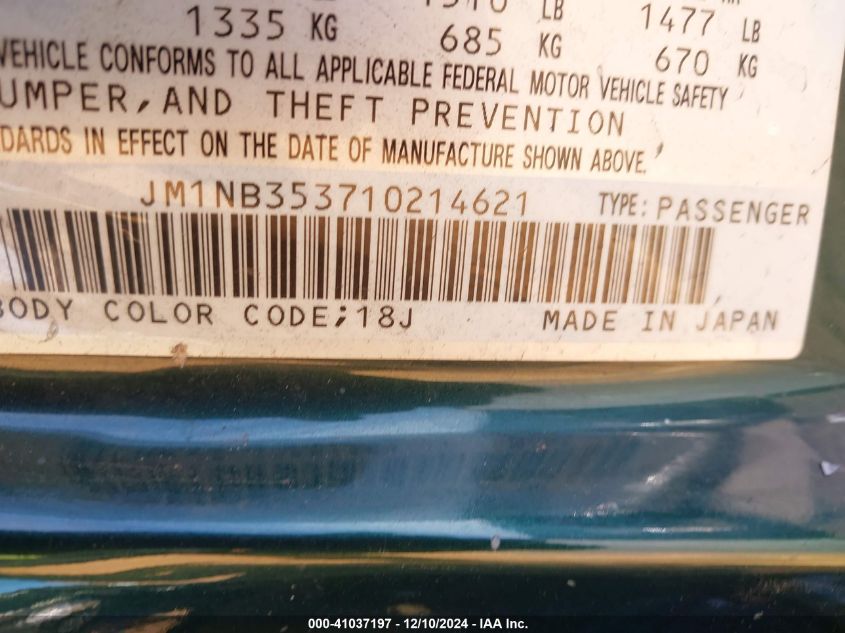 1335 KG 1510 LB 1477 LB
685 KG 670 KG
VEHICLE CONFORMS TO ALL APPLICABLE FEDERAL MOTOR VEHICLE SAFETY
UMPER, AND THEFT PREVENTION
DARDS IN EFFECT ON THE DATE OF MANUFACTURE SHOWN ABOVE.
JM1NB353710214621 TYPE: PASSENGER
BODY COLOR CODE;18J MADE IN JAPAN
000-41037197 - 12/10/2024 - IAA Inc.